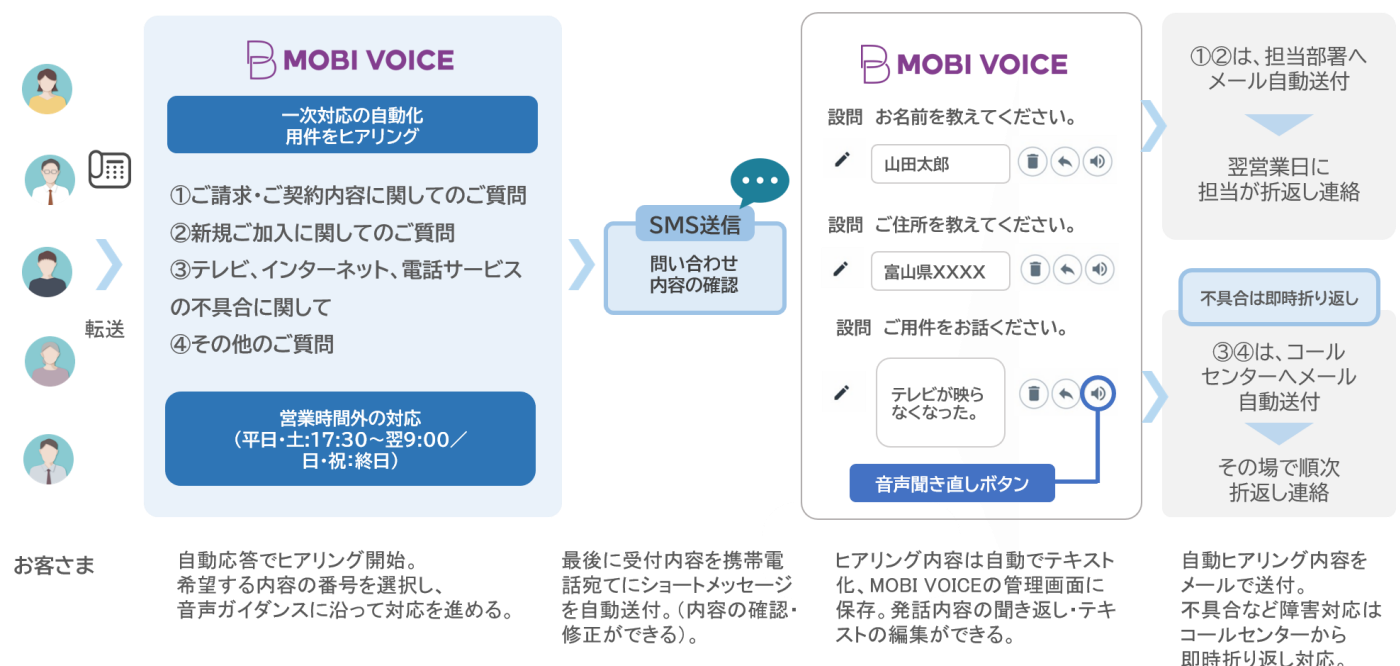 転送
お客さま
MOBI VOICE
一次対応の自動化
用件をヒアリング
①ご請求・ご契約内容に関してのご質問
②新規ご加入に関してのご質問
③テレビ、インターネット、電話サービス
の不具合に関して
④その他のご質問
営業時間外の対応
（平日・土:17:30～翌9:00／
日・祝:終日）
自動応答でヒアリング開始。
希望する内容の番号を選択し、
音声ガイダンスに沿って対応を進める。
SMS送信
問い合わせ
内容の確認
最後に受付内容を携帯電
話宛てにショートメッセージ
を自動送付。（内容の確認・
修正ができる）。
MOBI VOICE
設問 お名前を教えてください。
山田太郎
設問 ご住所を教えてください。
富山県XXXX
設問 ご用件をお話ください。
テレビが映ら
なくなった。
音声聞き直しボタン
ヒアリング内容は自動でテキスト
化、MOBI VOICEの管理画面に
保存。発話内容の聞き返し・テキ
ストの編集ができる。
①②は、担当部署へ
メール自動送付
翌営業日に
担当が折返し連絡
不具合は即時折り返し
③④は、コール
センターへメール
自動送付
その場で順次
折返し連絡
自動ヒアリング内容を
メールで送付。
不具合など障害対応は
コールセンターから
即時折り返し対応。